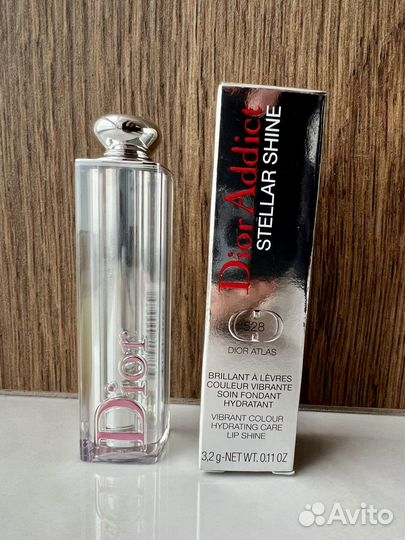 Dior
Dior Addict
STELLAR SHINE
528
DIOR ATLAS
BRILLANT À LÈVRES
COULEUR VIBRANTE
SOIN FONDANT
HYDRATANT
VIBRANT COLOUR
HYDRATING CARE
LIP SHINE
3,2 g-NET WT. 0.11 OZ
Avito